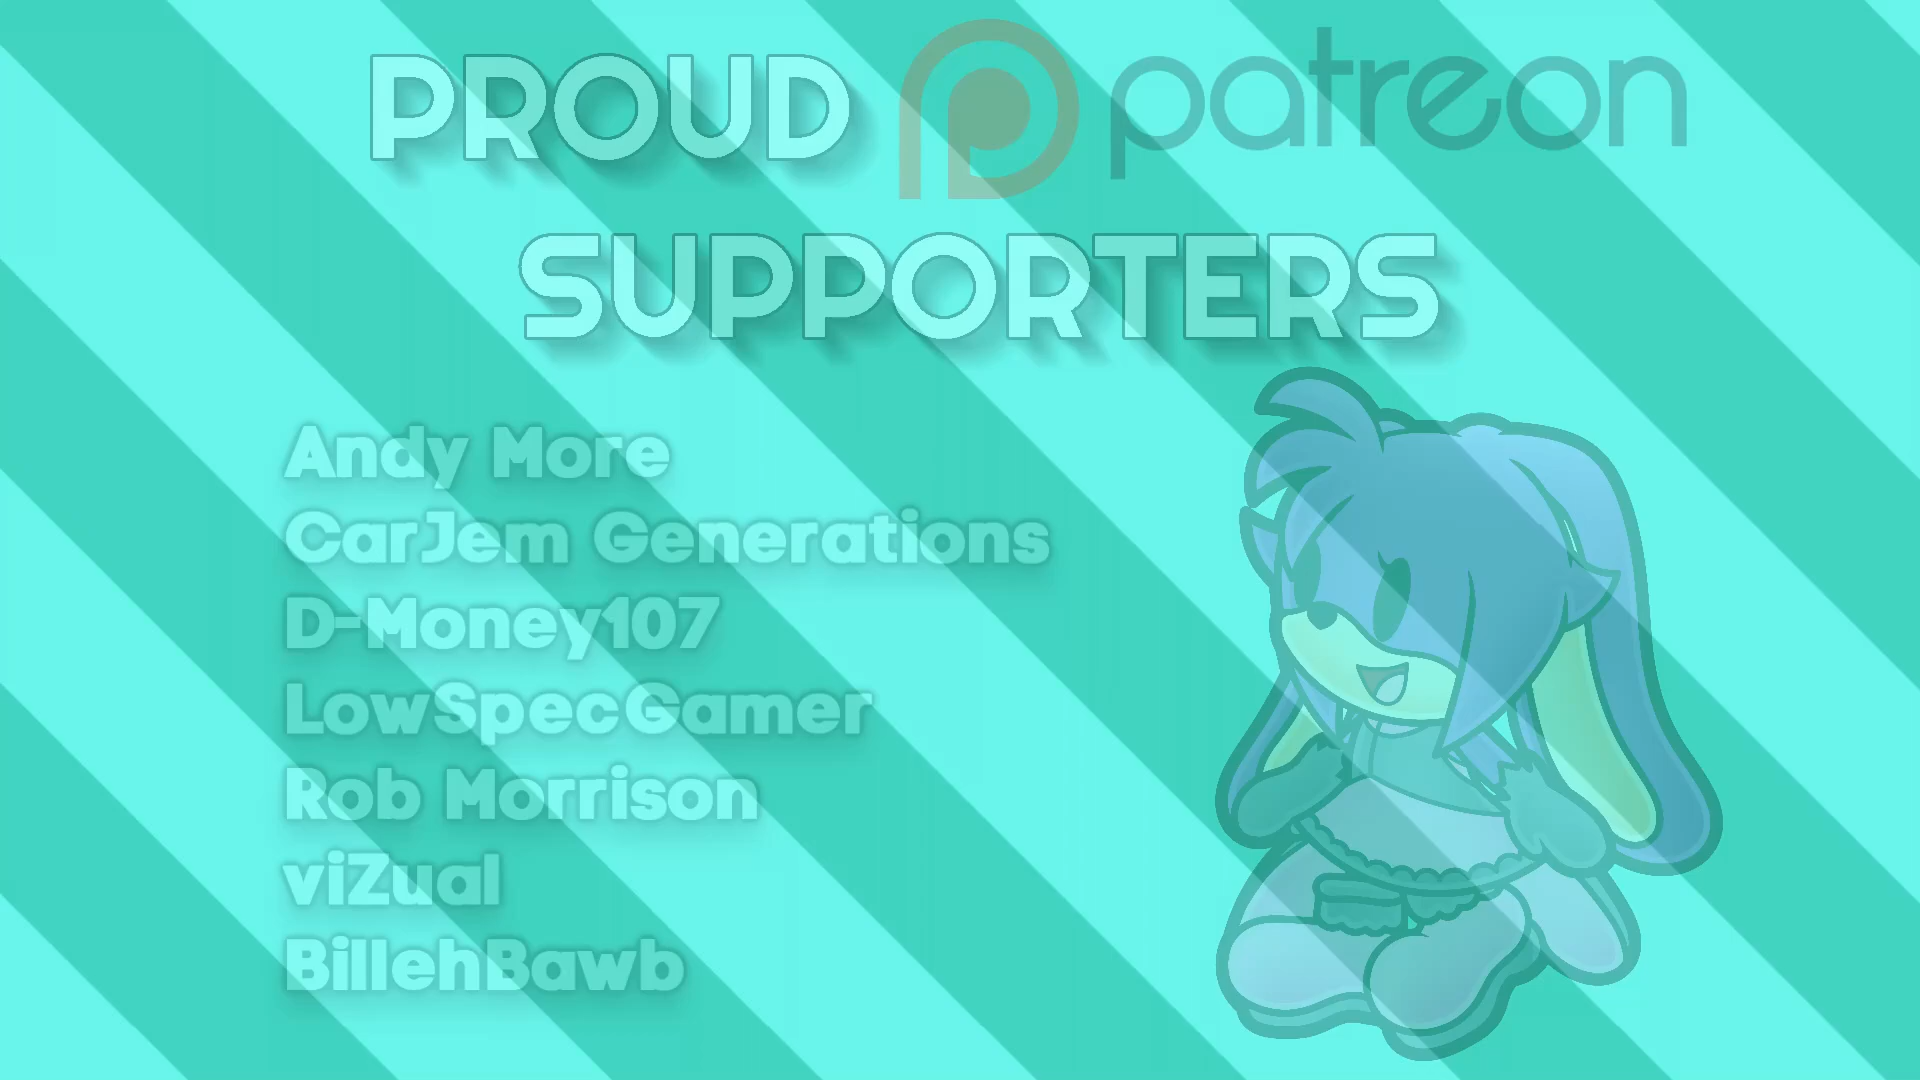 PROUD patreon
SUPPORTERS
Andy More
CarJem Generations
D-Money107
LowSpecGamer
Rob Morrison
viZual
BillehBawb